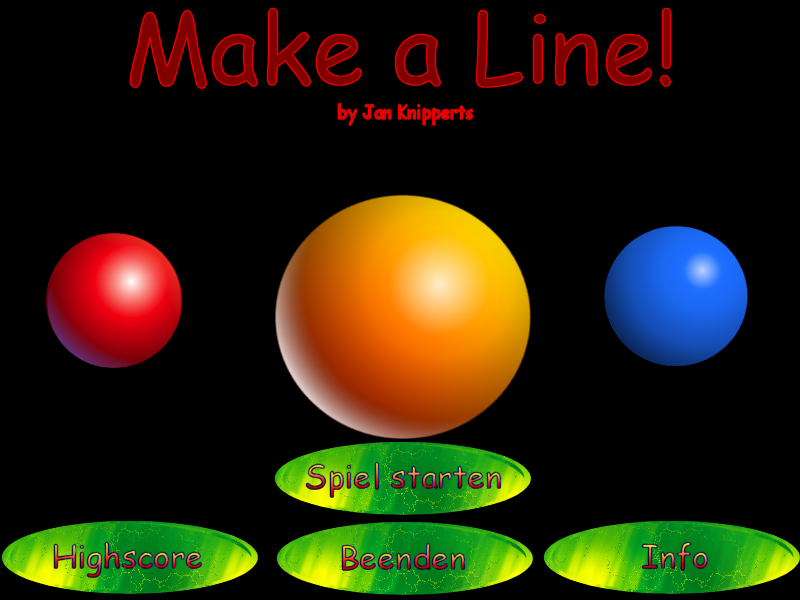 Make a Line!
by Jan Knipperts
Spiel starten
Highscore
Beenden
Info